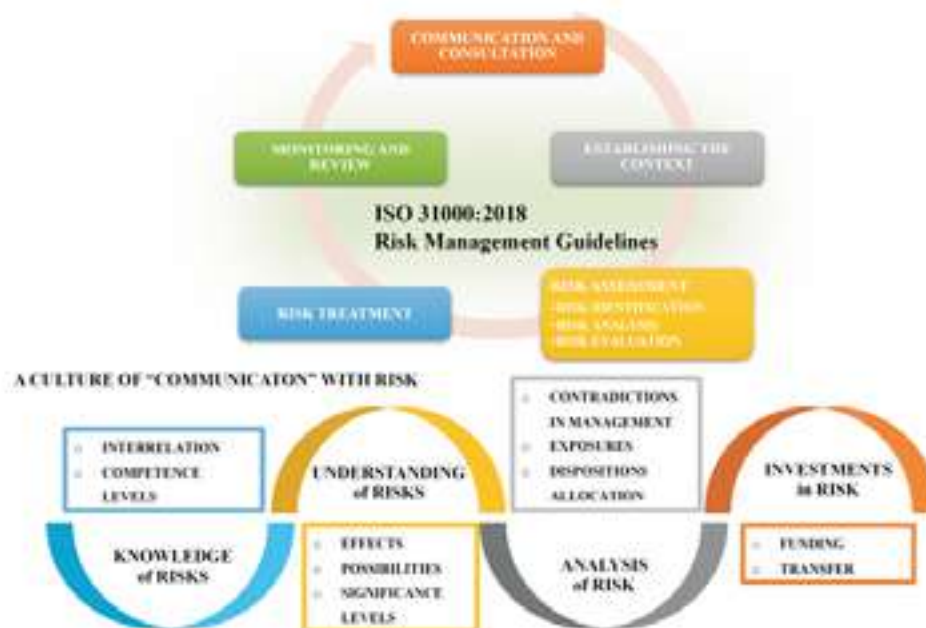 COMMUNICATION AND
CONSULTATION
MONITORING AND
REVIEW
ESTABLISHING THE
CONTEXT
ISO 31000:2018
Risk Management Guidelines
RISK TREATMENT
RISK ASSESSMENT
-RISK IDENTIFICATION
-RISK ANALYSIS
-RISK EVALUATION
A CULTURE OF “COMMUNICATON” WITH RISK
○ INTERRELATION
○ COMPETENCE
LEVELS
KNOWLEDGE
of RISKS
UNDERSTANDING
of RISKS
○ EFFECTS
○ POSSIBILITIES
○ SIGNIFICANCE
LEVELS
○ CONTRADICTIONS
IN MANAGEMENT
○ EXPOSURES
○ DISPOSITIONS
ALLOCATION
ANALYSIS
of RISK
INVESTMENTS
in RISK
○ FUNDING
○ TRANSFER